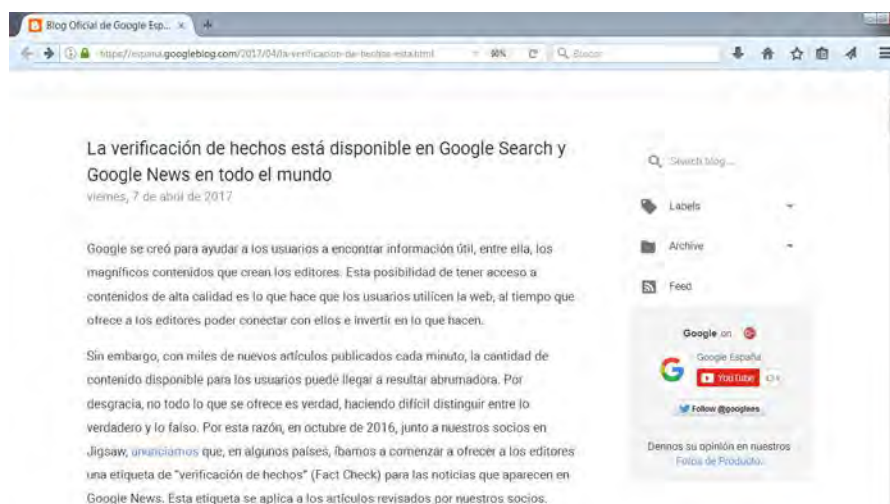 Blog Oficial de Google Esp...
https://espana.googleblog.com/2017/04/la-verificacion-de-hechos-esta.html
90%
Buscar
La verificación de hechos está disponible en Google Search y
Google News en todo el mundo
viernes, 7 de abril de 2017
Google se creó para ayudar a los usuarios a encontrar información útil, entre ella, los
magníficos contenidos que crean los editores. Esta posibilidad de tener acceso a
contenidos de alta calidad es lo que hace que los usuarios utilicen la web, al tiempo que
ofrece a los editores poder conectar con ellos e invertir en lo que hacen.
Sin embargo, con miles de nuevos artículos publicados cada minuto, la cantidad de
contenido disponible para los usuarios puede llegar a resultar abrumadora. Por
desgracia, no todo lo que se ofrece es verdad, haciendo difícil distinguir entre lo
verdadero y lo falso. Por esta razón, en octubre de 2016, junto a nuestros socios en
Jigsaw, anunciamos que, en algunos países, íbamos a comenzar a ofrecer a los editores
una etiqueta de "verificación de hechos" (Fact Check) para las noticias que aparecen en
Google News. Esta etiqueta se aplica a los artículos revisados por nuestros socios.
Search blog...
Labels
Archive
Feed
Google on
Google España
YouTube
Follow @googlees
Dennos su opinión en nuestros
Foros de Producto.